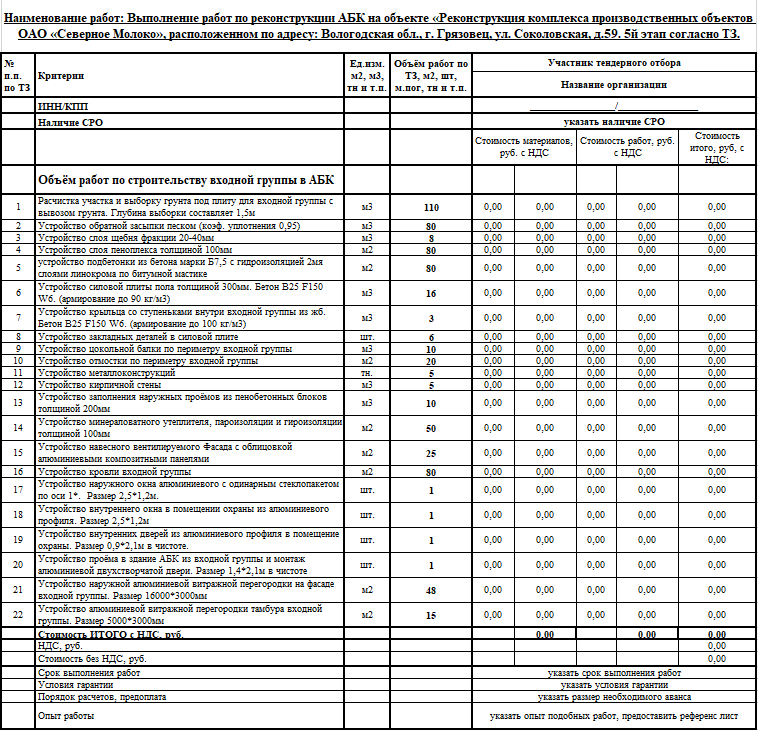 Наименование работ: Выполнение работ по реконструкции АБК на объекте «Реконструкция комплекса производственных объектов
ОАО «Северное Молоко», расположенном по адресу: Вологодская обл., г. Грязовец, ул. Соколовская, д.59. 5й этап согласно ТЗ.
№ п.п. по ТЗ Критерии Ед.изм. м2, м3, тн и т.п. Объём работ по ТЗ, м2, шт, м.пог, тн и т.п. Участник тендерного отбора
Название организации
ИНН/КПП ________________/________________
Наличие СРО указать наличие СРО
Стоимость материалов, руб. с НДС Стоимость работ, руб. с НДС Стоимость итого, руб, с НДС:
Объём работ по строительству входной группы в АБК
1 Расчистка участка и выборку грунта под плиту для входной группы с вывозом грунта. Глубина выборки составляет 1,5м м3 110 0,00 0,00 0,00 0,00 0,00
2 Устройство обратной засыпки песком (коэф. уплотнения 0,95) м3 80 0,00 0,00 0,00 0,00 0,00
3 Устройство слоя щебня фракции 20-40мм м3 8 0,00 0,00 0,00 0,00 0,00
4 Устройство слоя пеноплекса толщиной 100мм м2 80 0,00 0,00 0,00 0,00 0,00
5 устройство подбетонки из бетона марки Б7,5 с гидроизоляцией 2мя слоями линокрома по битумной мастике м2 80 0,00 0,00 0,00 0,00 0,00
6 Устройство силовой плиты пола толщиной 300мм. Бетон В25 F150 W6. (армирование до 90 кг/м3) м3 16 0,00 0,00 0,00 0,00 0,00
7 Устройство крыльца со ступеньками внутри входной группы из жб. Бетон В25 F150 W6. (армирование до 100 кг/м3) м3 3 0,00 0,00 0,00 0,00 0,00
8 Устройство закладных деталей в силовой плите шт. 6 0,00 0,00 0,00 0,00 0,00
9 Устройство цокольной балки по периметру входной группы м3 10 0,00 0,00 0,00 0,00 0,00
10 Устройство отмостки по периметру входной группы м2 20 0,00 0,00 0,00 0,00 0,00
11 Устройство металлоконструкций тн. 5 0,00 0,00 0,00 0,00 0,00
12 Устройство кирпичной стены м3 5 0,00 0,00 0,00 0,00 0,00
13 Устройство заполнения наружных проёмов из пенобетонных блоков толщиной 200мм м3 10 0,00 0,00 0,00 0,00 0,00
14 Устройство минераловатного утеплителя, пароизоляции и гироизоляции толщиной 100мм м2 50 0,00 0,00 0,00 0,00 0,00
15 Устройство навесного вентилируемого Фасада с облицовкой алюминиевыми композитными панелями м2 25 0,00 0,00 0,00 0,00 0,00
16 Устройство кровли входной группы м2 80 0,00 0,00 0,00 0,00 0,00
17 Устройство наружного окна алюминиевого с одинарным стеклопакетом по оси 1*. Размер 2,5*1,2м. шт. 1 0,00 0,00 0,00 0,00 0,00
18 Устройство внутреннего окна в помещении охраны из алюминиевого профиля. Размер 2,5*1,2м шт. 1 0,00 0,00 0,00 0,00 0,00
19 Устройство внутренних дверей из алюминиевого профиля в помещение охраны. Размер 0,9*2,1м в чистоте. шт. 1 0,00 0,00 0,00 0,00 0,00
20 Устройство проёма в здание АБК из входной группы и монтаж алюминиевой двухстворчатой двери. Размер 1,4*2,1м в чистоте шт. 1 0,00 0,00 0,00 0,00 0,00
21 Устройство наружной алюминиевой витражной перегородки на фасаде входной группы. Размер 16000*3000мм м2 48 0,00 0,00 0,00 0,00 0,00
22 Устройство алюминиевой витражной перегородки тамбура входной группы. Размер 5000*3000мм м2 15 0,00 0,00 0,00 0,00 0,00
Стоимость ИТОГО с НДС, руб. 0,00 0,00 0,00
НДС, руб. 0,00
Стоимость без НДС, руб. 0,00
Срок выполнения работ указать срок выполнения работ
Условия гарантии указать условия гарантии
Порядок расчетов, предоплата указать размер необходимого аванса
Опыт работы указать опыт подобных работ, предоставить референс лист